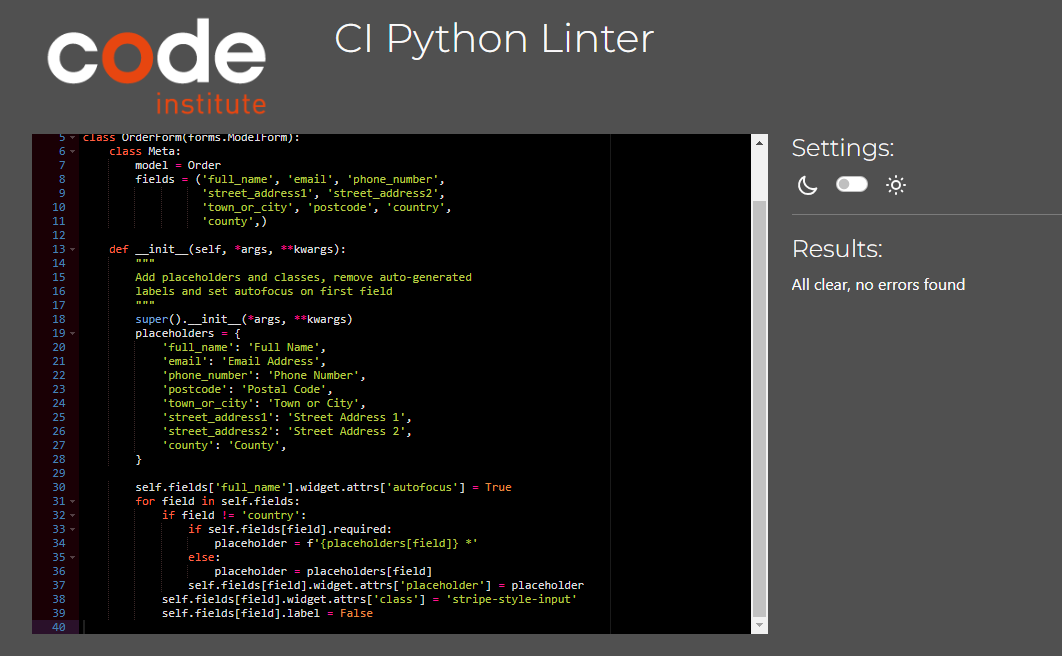 code
institute
CI Python Linter
5 class OrderForm(forms.ModelForm):
6     class Meta:
7         model = Order
8         fields = ('full_name', 'email', 'phone_number',
9                   'street_address1', 'street_address2',
10                   'town_or_city', 'postcode', 'country',
11                   'county',)
12
13     def __init__(self, *args, **kwargs):
14         """
15         Add placeholders and classes, remove auto-generated
16         labels and set autofocus on first field
17         """
18         super().__init__(*args, **kwargs)
19         placeholders = {
20             'full_name': 'Full Name',
21             'email': 'Email Address',
22             'phone_number': 'Phone Number',
23             'postcode': 'Postal Code',
24             'town_or_city': 'Town or City',
25             'street_address1': 'Street Address 1',
26             'street_address2': 'Street Address 2',
27             'county': 'County',
28         }
29
30         self.fields['full_name'].widget.attrs['autofocus'] = True
31         for field in self.fields:
32             if field != 'country':
33                 if self.fields[field].required:
34                     placeholder = f'{placeholders[field]} *'
35                 else:
36                     placeholder = placeholders[field]
37                 self.fields[field].widget.attrs['placeholder'] = placeholder
38             self.fields[field].widget.attrs['class'] = 'stripe-style-input'
39             self.fields[field].label = False
40
Settings:
Results:
All clear, no errors found